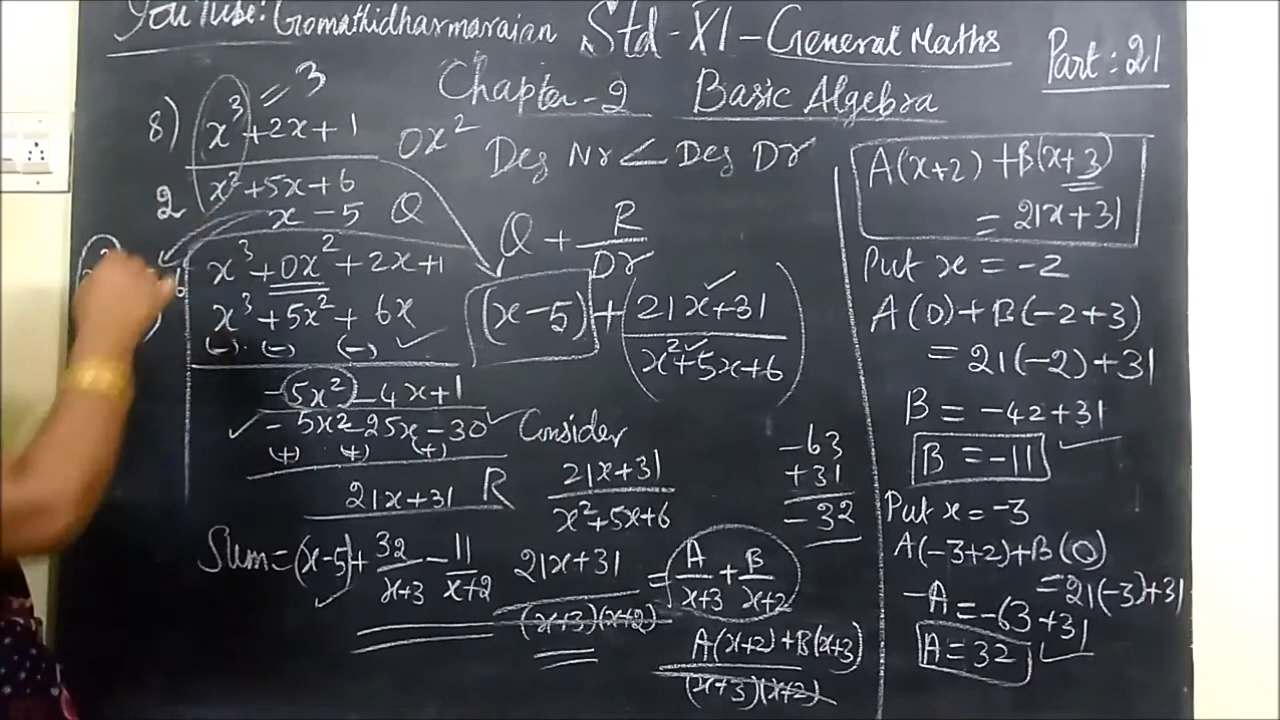 YouTube: Gomathidharmaraian Std-XI-General Maths
Part: 21
Chapter-2 Basic Algebra
8) x³+2x+1
= 3
x²+5x+6
2
0x²
Deg Nr < Deg Dr
x-5 Q
x³+0x²+2x+1
x³+5x²+6x
(-) (-) (-)
-5x²-4x+1
-5x²-25x-30
(+) (+) (+)
21x+31 R
Q + R
Dr
(x-5) + (21x+31
x²+5x+6)
Consider
21x+31
x²+5x+6
-63
+31
-32
Sum=(x-5)+32/x+3 -11/x+2
21x+31 = A/x+3 + B/x+2
(x+3)(x+2)
A(x+2)+B(x+3)
(x+3)(x+2)
A(x+2)+B(x+3)
= 21x+31
Put x = -2
A(0)+B(-2+3)
= 21(-2)+31
B = -42+31
B = -11
Put x = -3
A(-3+2)+B(0)
= 21(-3)+31
-A = -63+31
A = 32